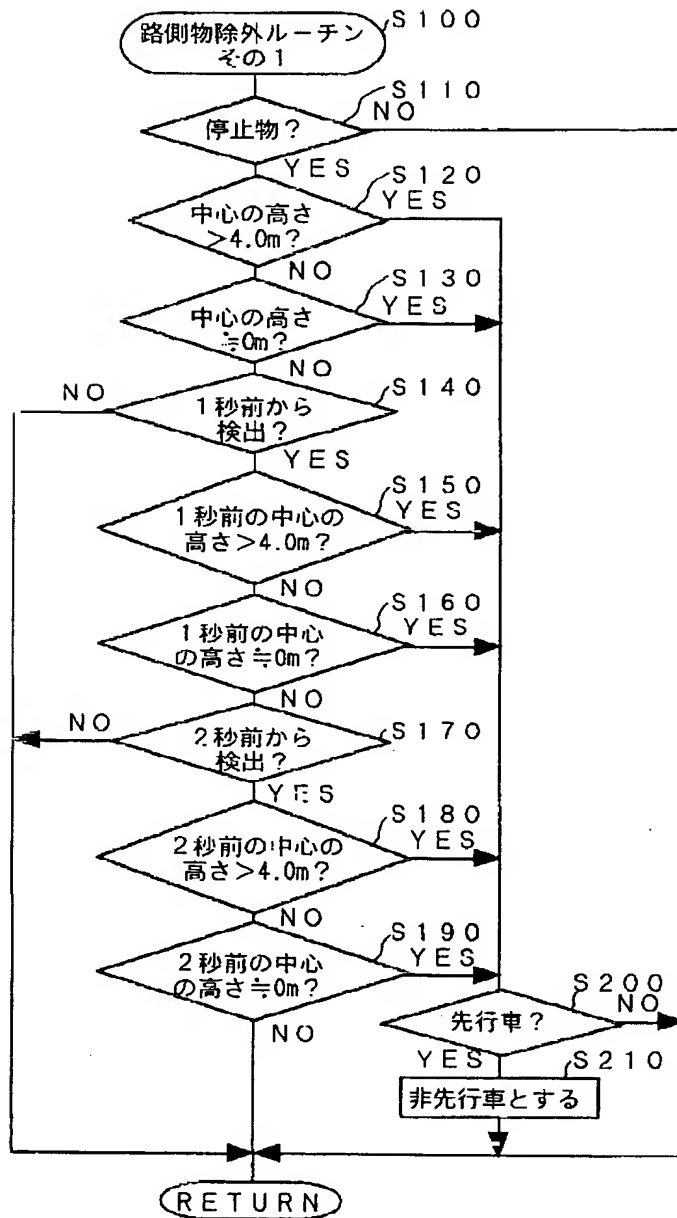 路側物除外ルーチン
その1
S100
S110
停止物?
NO
YES
S120
中心の高さ
>4.0m?
YES
NO
S130
中心の高さ
≒0m?
YES
NO
S140
1秒前から
検出?
NO
YES
S150
1秒前の中心の
高さ>4.0m?
YES
NO
S160
1秒前の中心
の高さ≒0m?
YES
NO
S170
2秒前から
検出?
NO
YES
S180
2秒前の中心の
高さ>4.0m?
YES
NO
S190
2秒前の中心
の高さ≒0m?
YES
NO
S200
先行車?
NO
YES
S210
非先行車とする
RETURN